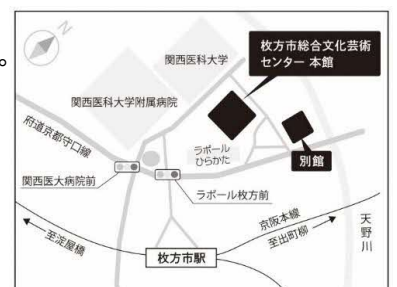 N
枚方市総合文化芸術
センター 本館
関西医科大学
関西医科大学附属病院
府道京都守口線
ラポール
ひらかた
別館
関西医大病院前
ラポール枚方前
京阪本線
至出町柳
天野川
至淀屋橋
枚方市駅